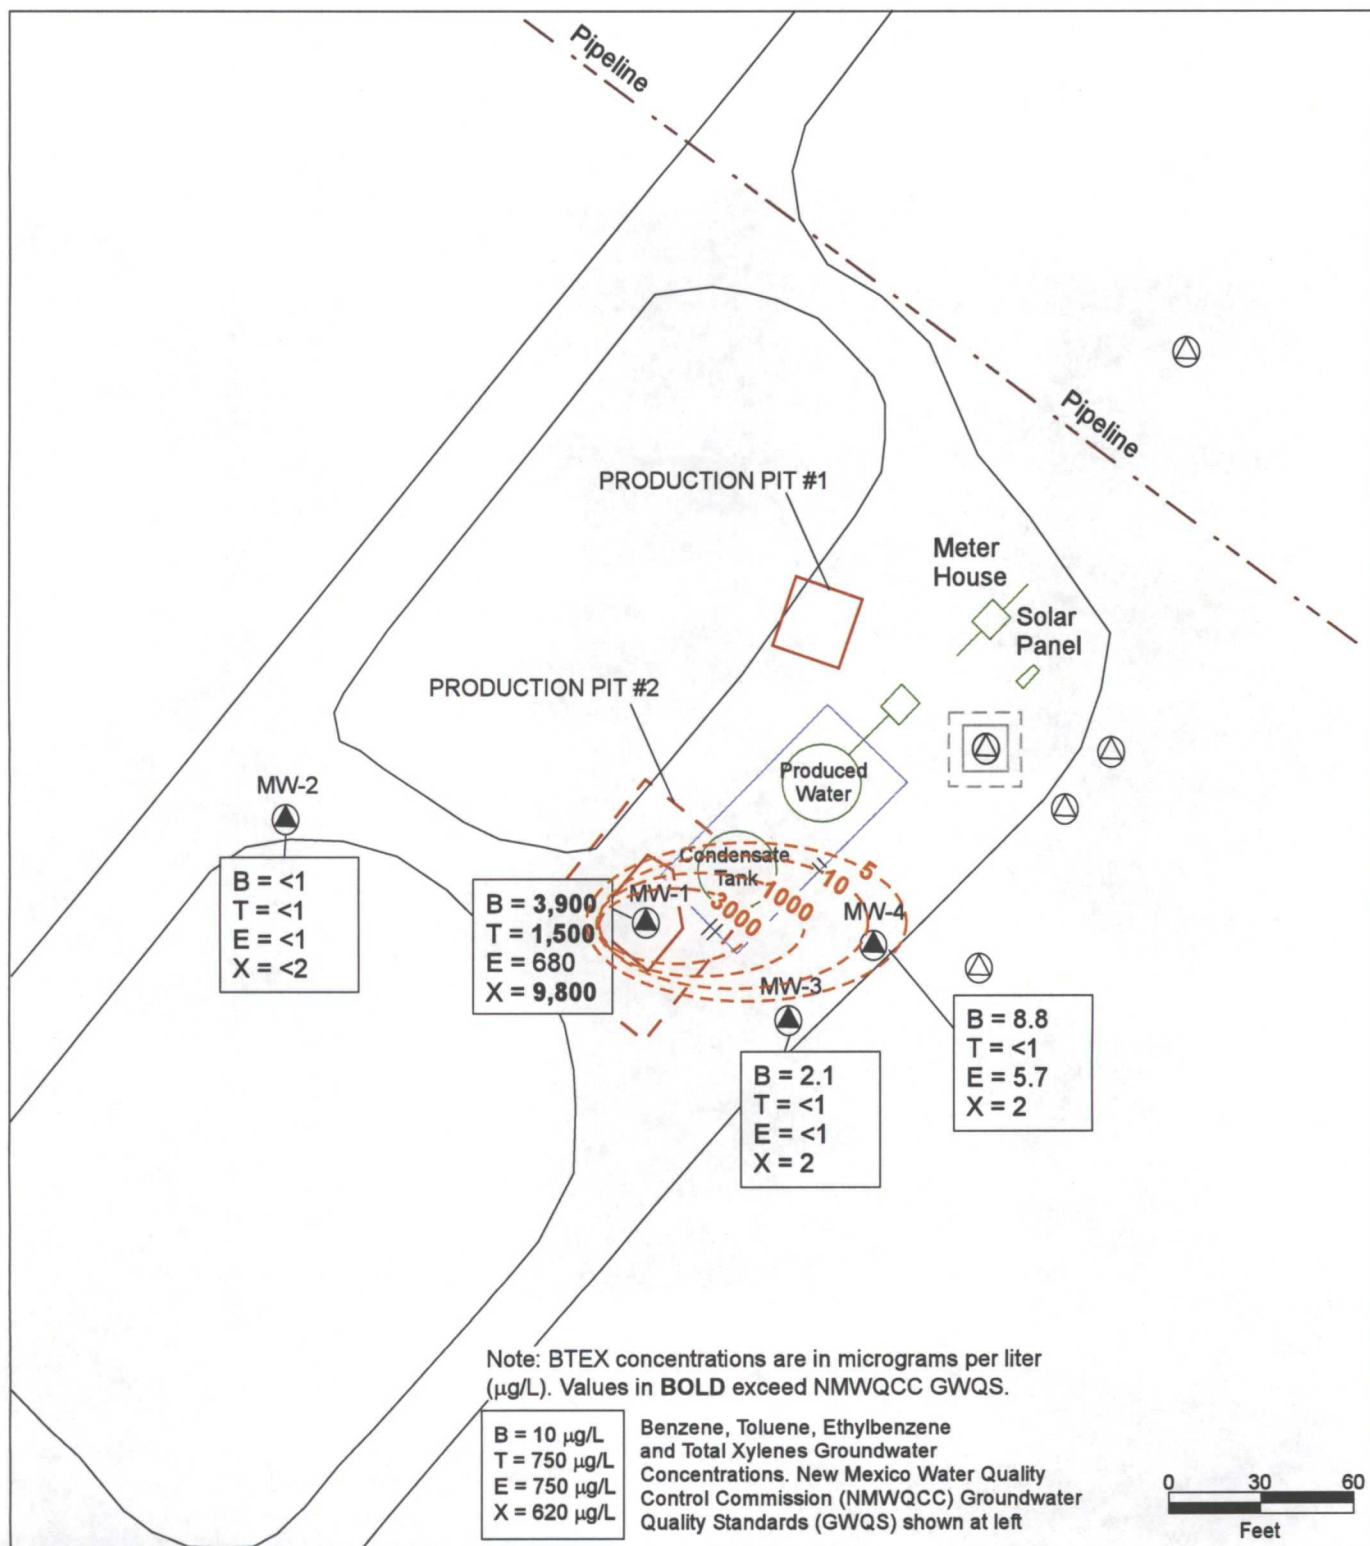 Pipeline
Pipeline
PRODUCTION PIT #1
Meter
House
Solar
Panel
PRODUCTION PIT #2
Produced
Water
MW-2
Condensate
Tank
5
10
1000
3000
MW-1
MW-4
MW-3
B = <1
T = <1
E = <1
X = <2
B = 3,900
T = 1,500
E = 680
X = 9,800
B = 8.8
T = <1
E = 5.7
X = 2
B = 2.1
T = <1
E = <1
X = 2
Note: BTEX concentrations are in micrograms per liter
(µg/L). Values in BOLD exceed NMWQCC GWQS.
B = 10 µg/L
T = 750 µg/L
E = 750 µg/L
X = 620 µg/L
Benzene, Toluene, Ethylbenzene
and Total Xylenes Groundwater
Concentrations. New Mexico Water Quality
Control Commission (NMWQCC) Groundwater
Quality Standards (GWQS) shown at left
0 30 60
Feet